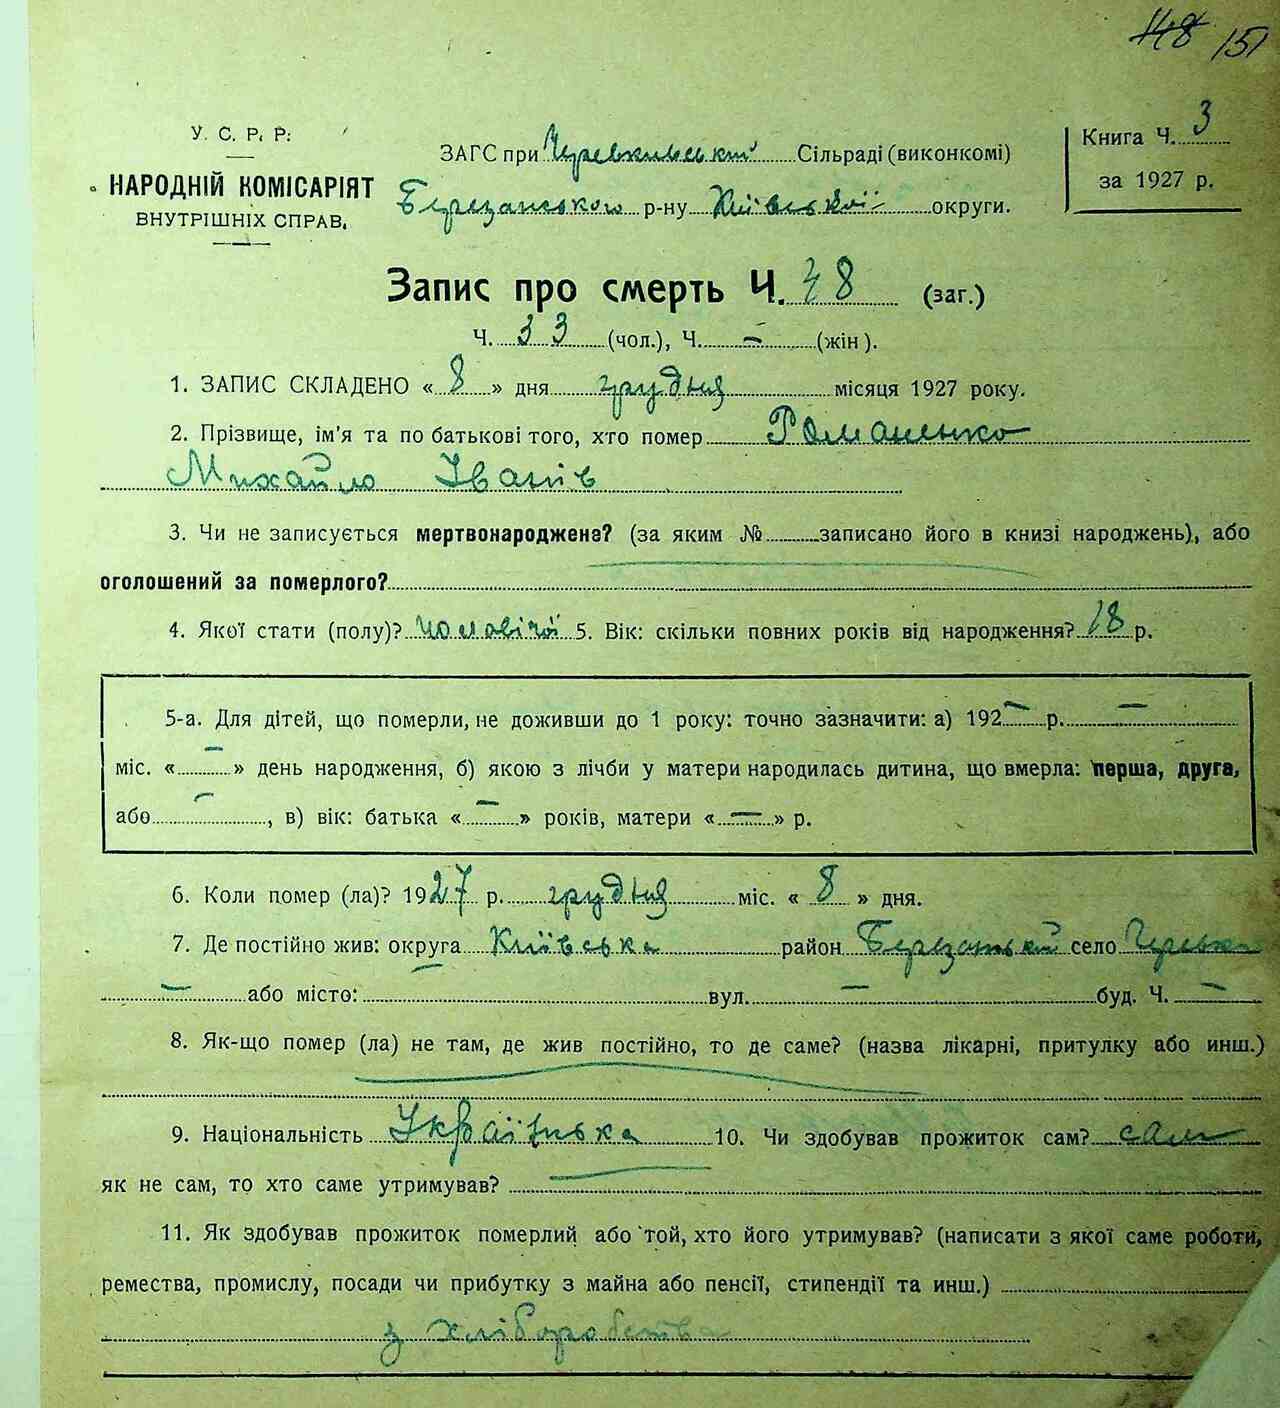 148 151
У. С. Р. Р.
НАРОДНІЙ КОМІСАРІЯТ
ВНУТРІШНІХ СПРАВ.
ЗАГС при Черевківській Сільраді (виконкомі)
Березанського р-ну Київської округи.
Книга Ч. 3
за 1927 р.
Запис про смерть Ч. 48 (заг.)
Ч. 33 (чол.), Ч. — (жін).
1. ЗАПИС СКЛАДЕНО « 8 » дня грудня місяця 1927 року.
2. Прізвище, ім'я та по батькові того, хто помер Романенко
Михайло Іванів
3. Чи не записується мертвонароджена? (за яким № записано його в книзі народжень), або
оголошений за померлого?
4. Якої стати (полу)? чоловічої 5. Вік: скільки повних років від народження? 18 р.
5-а. Для дітей, що померли, не доживши до 1 року: точно зазначити: а) 192 — р. —
міс. « — » день народження, б) якою з лічби у матери народилась дитина, що вмерла: перша, друга,
або —, в) вік: батька « — » років, матери « — » р.
6. Коли помер (ла)? 1927 р. грудня міс. « 8 » дня.
7. Де постійно жив: округа Київська район Березанський село Черевки
— або місто: вул. — буд. Ч. —
8. Як-що помер (ла) не там, де жив постійно, то де саме? (назва лікарні, притулку або инш.)
9. Національність Українська 10. Чи здобував прожиток сам? сам
як не сам, то хто саме утримував? —
11. Як здобував прожиток померлий або той, хто його утримував? (написати з якої саме роботи,
ремества, промислу, посади чи прибутку з майна або пенсії, стипендії та инш.)
з хліборобства